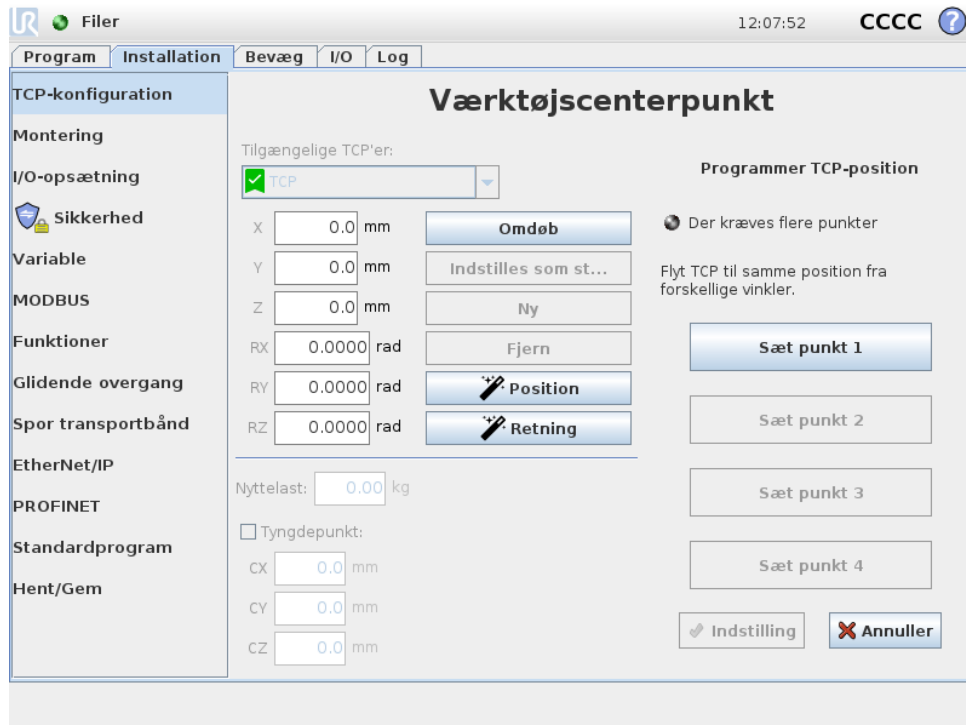 UR Filer 12:07:52 CCCC ?
Program Installation Bevæg I/O Log
TCP-konfiguration
Montering
I/O-opsætning
Sikkerhed
Variable
MODBUS
Funktioner
Glidende overgang
Spor transportbånd
EtherNet/IP
PROFINET
Standardprogram
Hent/Gem
Værktøjscenterpunkt
Tilgængelige TCP'er:
TCP
X 0.0 mm Omdøb
Y 0.0 mm Indstilles som st...
Z 0.0 mm Ny
RX 0.0000 rad Fjern
RY 0.0000 rad Position
RZ 0.0000 rad Retning
Nyttelast: 0.00 kg
Tyngdepunkt:
CX 0.0 mm
CY 0.0 mm
CZ 0.0 mm
Programmer TCP-position
Der kræves flere punkter
Flyt TCP til samme position fra
forskellige vinkler.
Sæt punkt 1
Sæt punkt 2
Sæt punkt 3
Sæt punkt 4
Indstilling Annuller